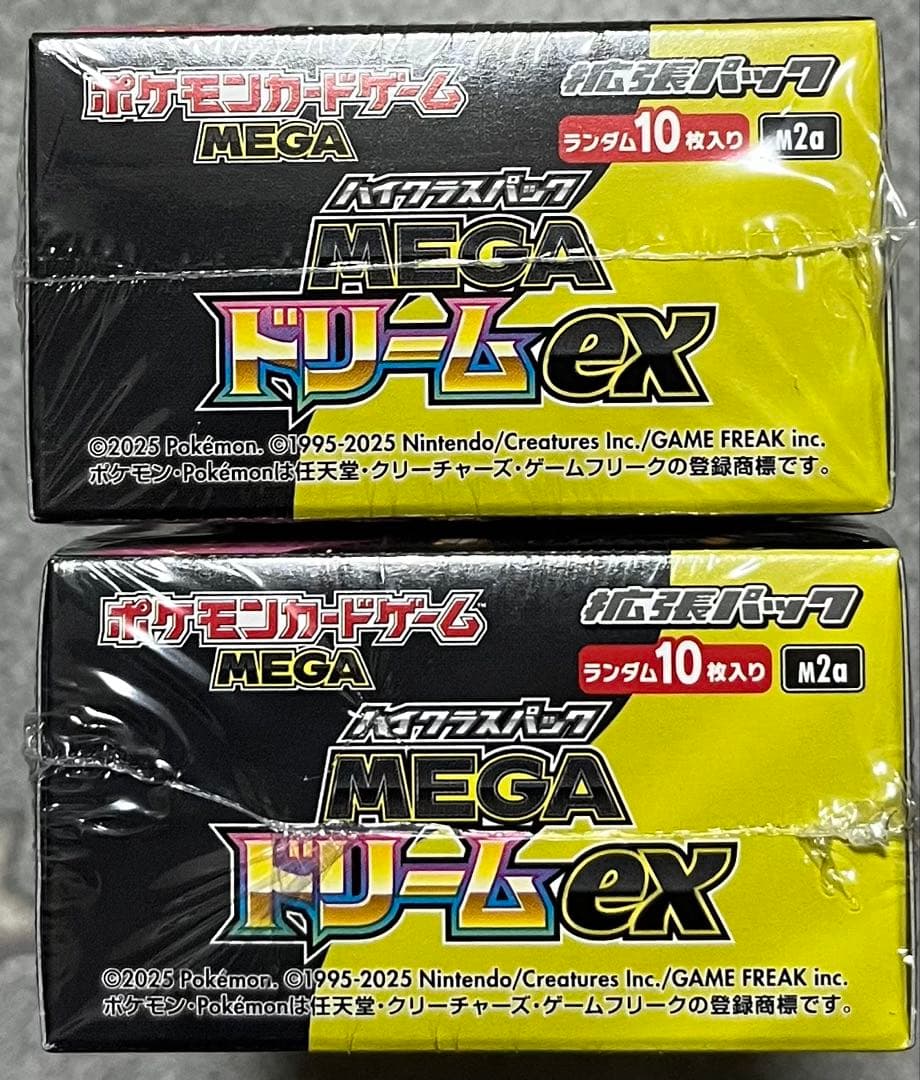 ポケモンカードゲーム
MEGA
拡張パック
ランダム10枚入り
M2a
ハイクラスパック
MEGA
ドリームex
©2025 Pokémon. ©1995-2025 Nintendo/Creatures Inc./GAME FREAK inc.
ポケモン・Pokémonは任天堂・クリーチャーズ・ゲームフリークの登録商標です。
ポケモンカードゲーム™
MEGA
拡張パック
ランダム10枚入り
M2a
ハイクラスパック
MEGA
ドリームex
©2025 Pokémon. ©1995-2025 Nintendo/Creatures Inc./GAME FREAK inc.
ポケモン・Pokémonは任天堂・クリーチャーズ・ゲームフリークの登録商標です。